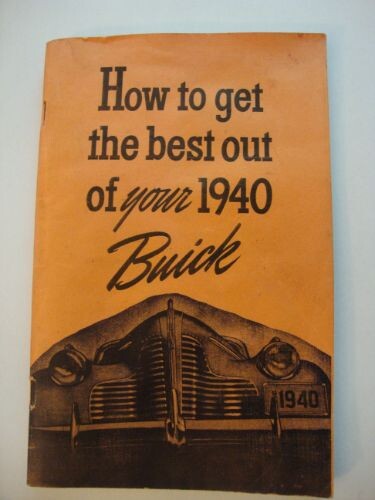 How to get
the best out
of your 1940
Buick
1940